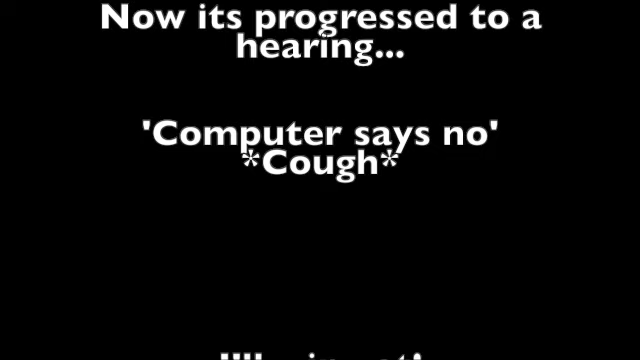 Now its progressed to a
hearing...
'Computer says no'
*Cough*